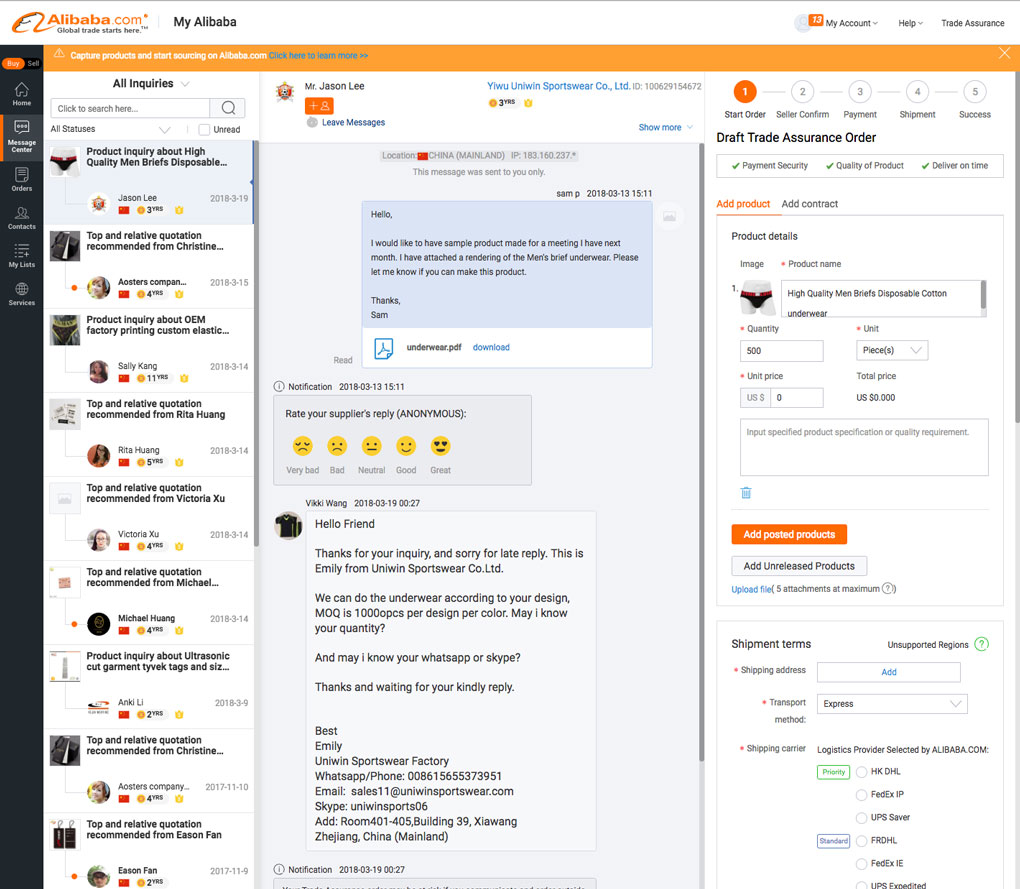 Alibaba.com
Global trade starts here.™
My Alibaba
13
My Account
Help
Trade Assurance
Buy Sell
Capture products and start sourcing on Alibaba.com Click here to learn more >>
Home
Message Center
Orders
Contacts
My Lists
Services
All Inquiries
Click to search here...
All Statuses
Unread
Product inquiry about High
Quality Men Briefs Disposable...
Jason Lee
2018-3-19
3YRS
Top and relative quotation
recommended from Christine...
Aosters compan...
2018-3-15
4YRS
Product inquiry about OEM
factory printing custom elastic...
Sally Kang
2018-3-14
11YRS
Top and relative quotation
recommended from Rita Huang
Rita Huang
2018-3-14
5YRS
Top and relative quotation
recommended from Victoria Xu
Victoria Xu
2018-3-14
4YRS
Top and relative quotation
recommended from Michael...
Michael Huang
2018-3-14
4YRS
Product inquiry about Ultrasonic
cut garment tyvek tags and siz...
Anki Li
2018-3-9
2YRS
Top and relative quotation
recommended from Christine...
Aosters company...
2017-11-10
4YRS
Top and relative quotation
recommended from Eason Fan
Eason Fan
2017-11-9
2YRS
Mr. Jason Lee
Yiwu Uniwin Sportswear Co., Ltd. ID: 100629154672
3YRS
Leave Messages
Show more
Location: CHINA (MAINLAND) IP: 183.160.237.*
This message was sent to you only.
sam p 2018-03-13 15:11
Hello,
I would like to have sample product made for a meeting I have next
month. I have attached a rendering of the Men's brief underwear. Please
let me know if you can make this product.
Thanks,
Sam
underwear.pdf download
Read
Notification 2018-03-13 15:11
Rate your supplier's reply (ANONYMOUS):
Very bad Bad Neutral Good Great
Vikki Wang 2018-03-19 00:27
Hello Friend
Thanks for your inquiry, and sorry for late reply. This is
Emily from Uniwin Sportswear Co.Ltd.
We can do the underwear according to your design,
MOQ is 1000opcs per design per color. May i know
your quantity?
And may i know your whatsapp or skype?
Thanks and waiting for your kindly reply.
Best
Emily
Uniwin Sportswear Factory
Whatsapp/Phone: 008615655373951
Email: sales11@uniwinsportswear.com
Skype: uniwinsports06
Add: Room401-405,Building 39, Xiawang
Zhejiang, China (Mainland)
Notification 2018-03-19 00:27
1 2 3 4 5
Start Order Seller Confirm Payment Shipment Success
Draft Trade Assurance Order
Payment Security Quality of Product Deliver on time
Add product Add contract
Product details
Image * Product name
1.
High Quality Men Briefs Disposable Cotton
underwear
* Quantity * Unit
500 Piece(s)
* Unit price Total price
US $ 0 US $0.000
Input specified product specification or quality requirement.
Add posted products
Add Unreleased Products
Upload file( 5 attachments at maximum ? )
Shipment terms
Unsupported Regions ?
* Shipping address
Add
* Transport
method:
Express
* Shipping carrier
Logistics Provider Selected by ALIBABA.COM:
Priority HK DHL
FedEx IP
UPS Saver
Standard FRDHL
FedEx IE
UPS Expedited